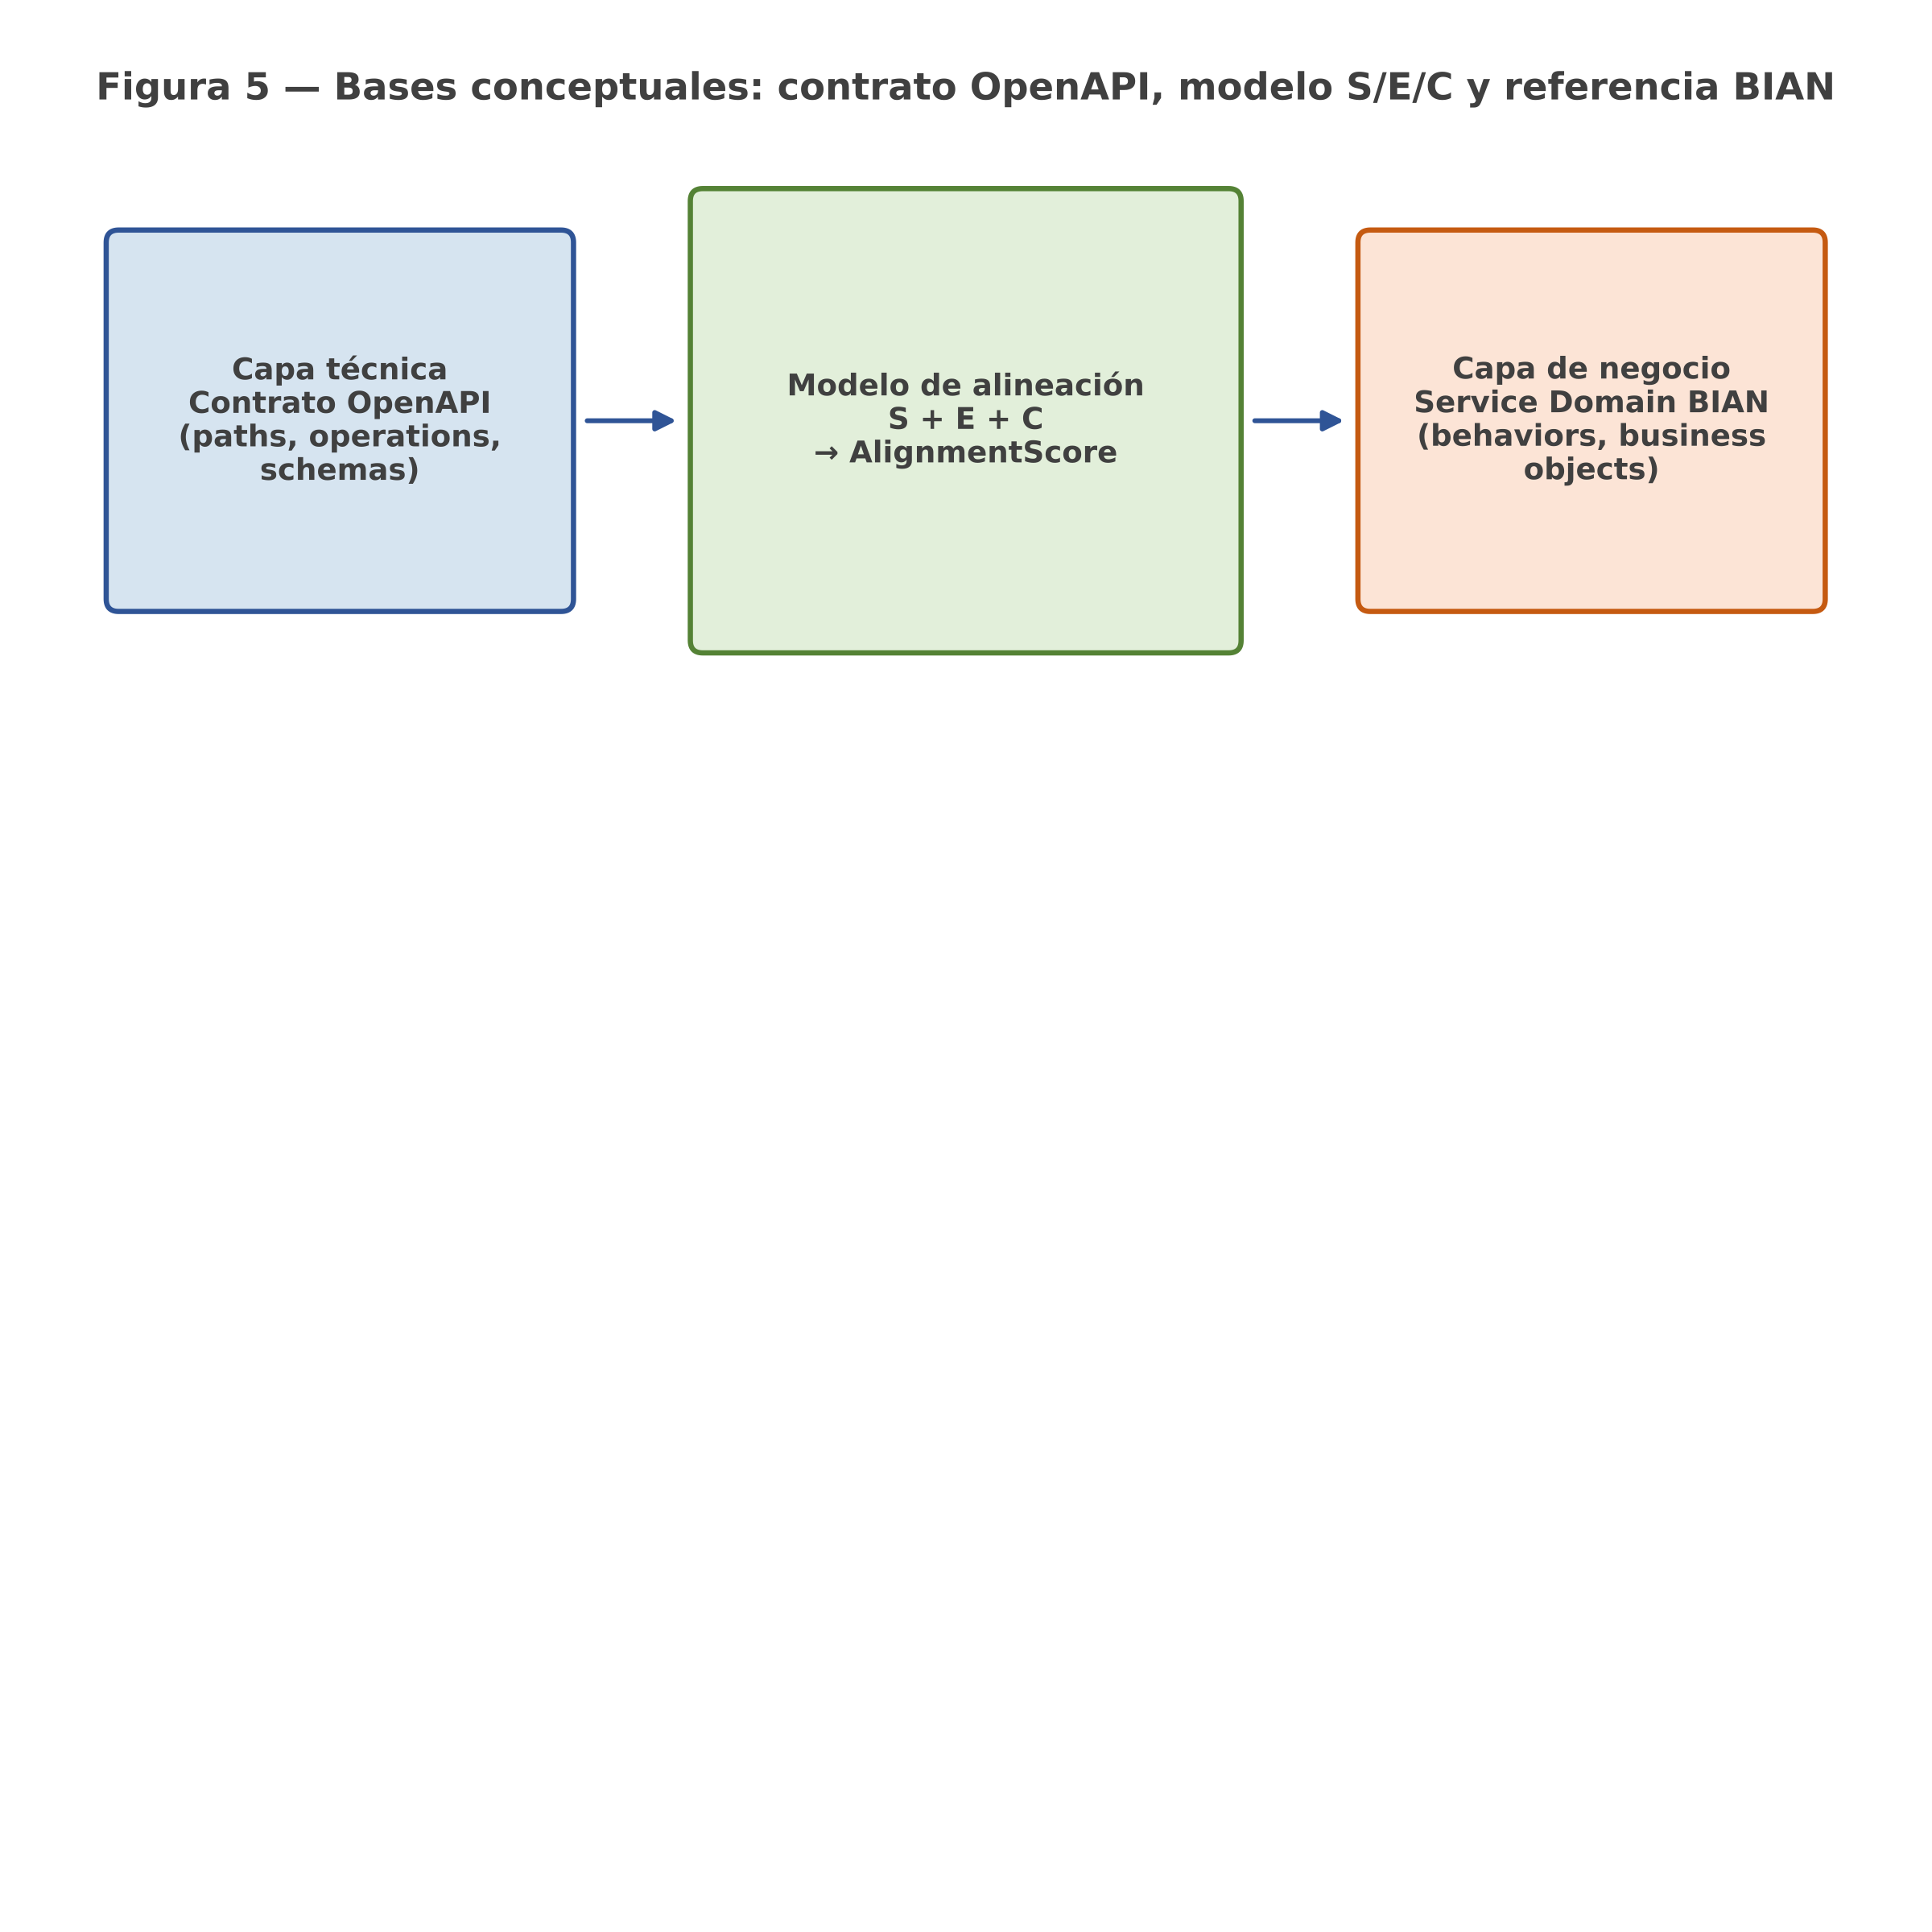 Figura 5 — Bases conceptuales: contrato OpenAPI, modelo S/E/C y referencia BIAN
Capa técnica
Contrato OpenAPI
(paths, operations,
schemas)
Modelo de alineación
S + E + C
→ AlignmentScore
Capa de negocio
Service Domain BIAN
(behaviors, business
objects)